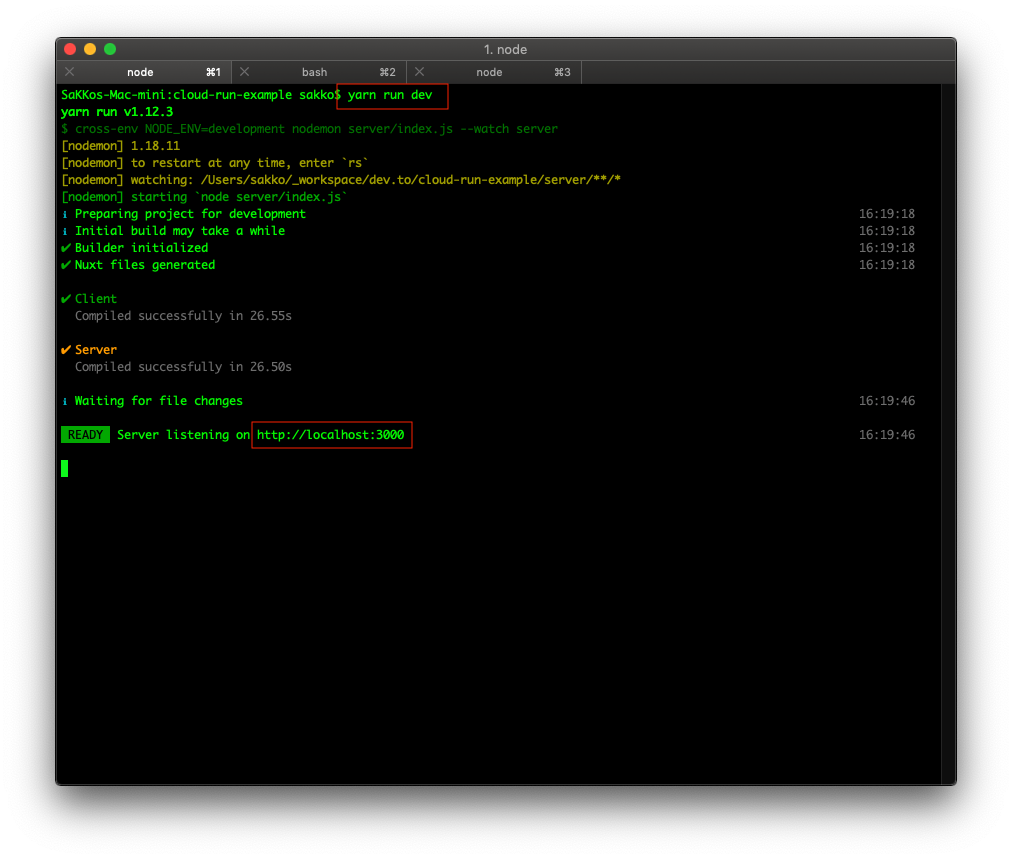 1. node
node ⌘1 bash ⌘2 node ⌘3
SaKKos-Mac-mini:cloud-run-example sakko$ yarn run dev
yarn run v1.12.3
$ cross-env NODE_ENV=development nodemon server/index.js --watch server
[nodemon] 1.18.11
[nodemon] to restart at any time, enter `rs`
[nodemon] watching: /Users/sakko/_workspace/dev.to/cloud-run-example/server/**/*
[nodemon] starting `node server/index.js`
ℹ Preparing project for development 16:19:18
ℹ Initial build may take a while 16:19:18
✔ Builder initialized 16:19:18
✔ Nuxt files generated 16:19:18
✔ Client
Compiled successfully in 26.55s
✔ Server
Compiled successfully in 26.50s
ℹ Waiting for file changes 16:19:46
READY Server listening on http://localhost:3000 16:19:46